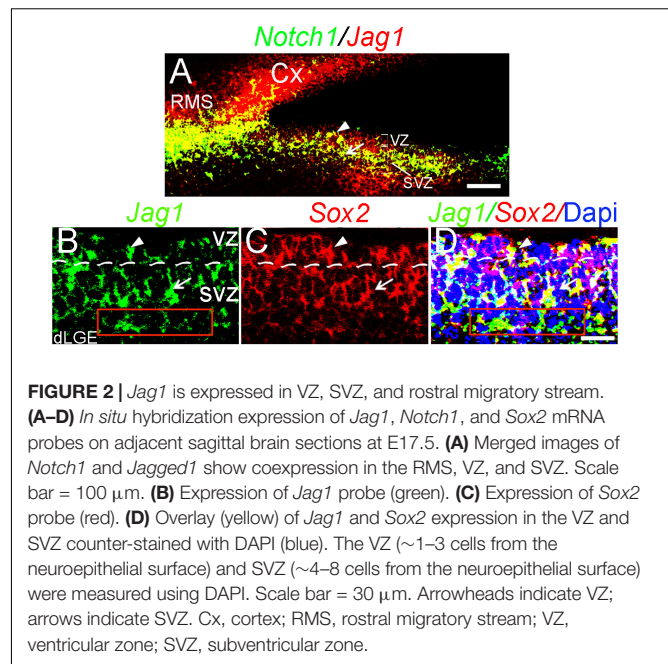 Notch1/Jag1
A
Cx
RMS
VZ
SVZ
Jag1
Sox2
Jag1/Sox2/Dapi
B
VZ
C
D
SVZ
dLGE
FIGURE 2 | Jag1 is expressed in VZ, SVZ, and rostral migratory stream.
(A–D) In situ hybridization expression of Jag1, Notch1, and Sox2 mRNA
probes on adjacent sagittal brain sections at E17.5. (A) Merged images of
Notch1 and Jagged1 show coexpression in the RMS, VZ, and SVZ. Scale
bar = 100 μm. (B) Expression of Jag1 probe (green). (C) Expression of Sox2
probe (red). (D) Overlay (yellow) of Jag1 and Sox2 expression in the VZ and
SVZ counter-stained with DAPI (blue). The VZ (∼1–3 cells from the
neuroepithelial surface) and SVZ (∼4–8 cells from the neuroepithelial surface)
were measured using DAPI. Scale bar = 30 μm. Arrowheads indicate VZ;
arrows indicate SVZ. Cx, cortex; RMS, rostral migratory stream; VZ,
ventricular zone; SVZ, subventricular zone.